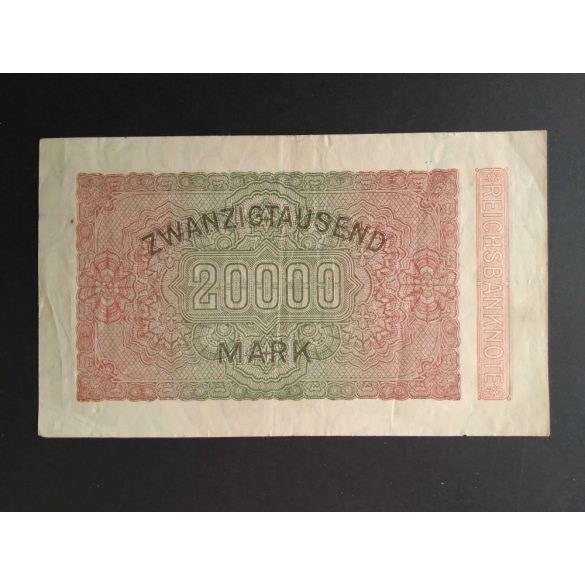 ZWANZIGTAUSEND
20000
MARK
REICHSBANKNOTE